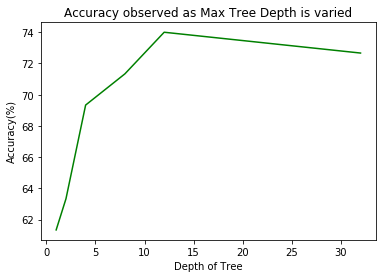 Accuracy observed as Max Tree Depth is varied
74
72
70
68
66
64
62
Accuracy(%)
0 5 10 15 20 25 30
Depth of Tree